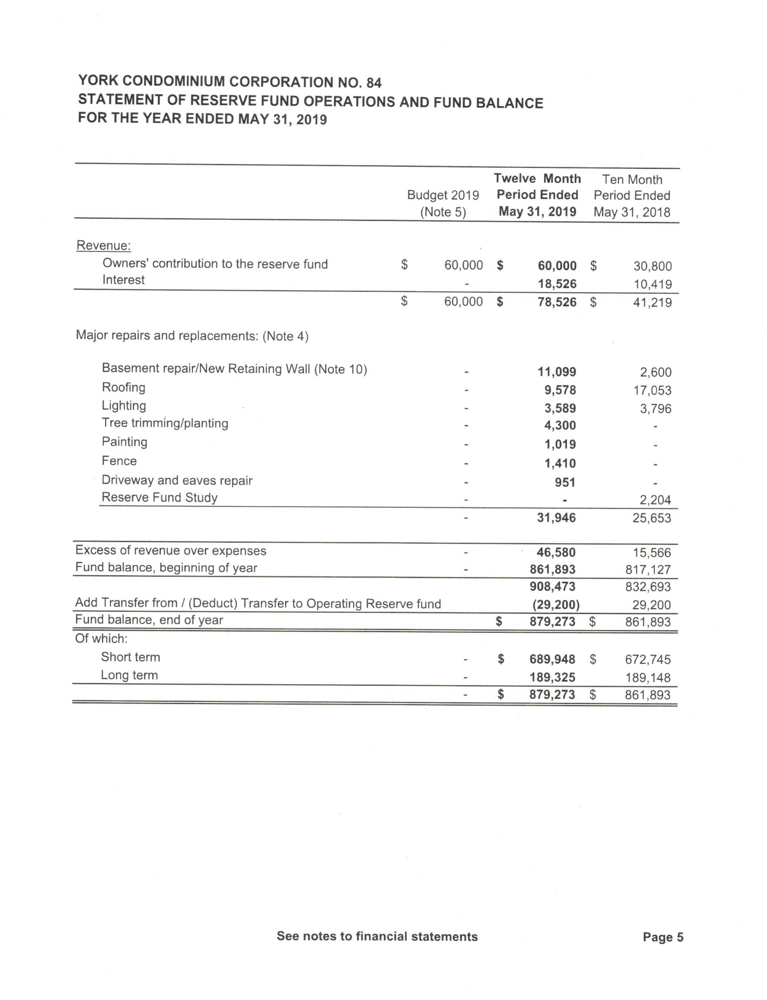 YORK CONDOMINIUM CORPORATION NO. 84
STATEMENT OF RESERVE FUND OPERATIONS AND FUND BALANCE
FOR THE YEAR ENDED MAY 31, 2019
Twelve Month Ten Month
Budget 2019 Period Ended Period Ended
(Note 5) May 31, 2019 May 31, 2018
Revenue:
Owners' contribution to the reserve fund $ 60,000 $ 60,000 $ 30,800
Interest - 18,526 10,419
$ 60,000 $ 78,526 $ 41,219
Major repairs and replacements: (Note 4)
Basement repair/New Retaining Wall (Note 10) - 11,099 2,600
Roofing - 9,578 17,053
Lighting - 3,589 3,796
Tree trimming/planting - 4,300 -
Painting - 1,019 -
Fence - 1,410 -
Driveway and eaves repair - 951 -
Reserve Fund Study - - 2,204
- 31,946 25,653
Excess of revenue over expenses - 46,580 15,566
Fund balance, beginning of year - 861,893 817,127
908,473 832,693
Add Transfer from / (Deduct) Transfer to Operating Reserve fund (29,200) 29,200
Fund balance, end of year $ 879,273 $ 861,893
Of which:
Short term - $ 689,948 $ 672,745
Long term - 189,325 189,148
- $ 879,273 $ 861,893
See notes to financial statements Page 5